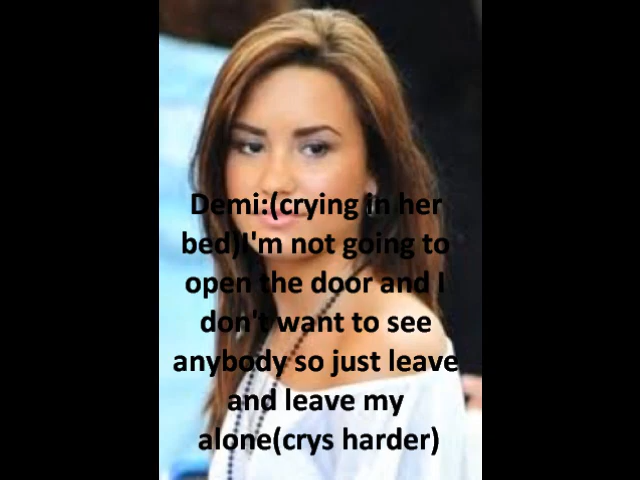 Demi:(crying in her
bed)I'm not going to
open the door and I
don't want to see
anybody so just leave
and leave my
alone(crys harder)